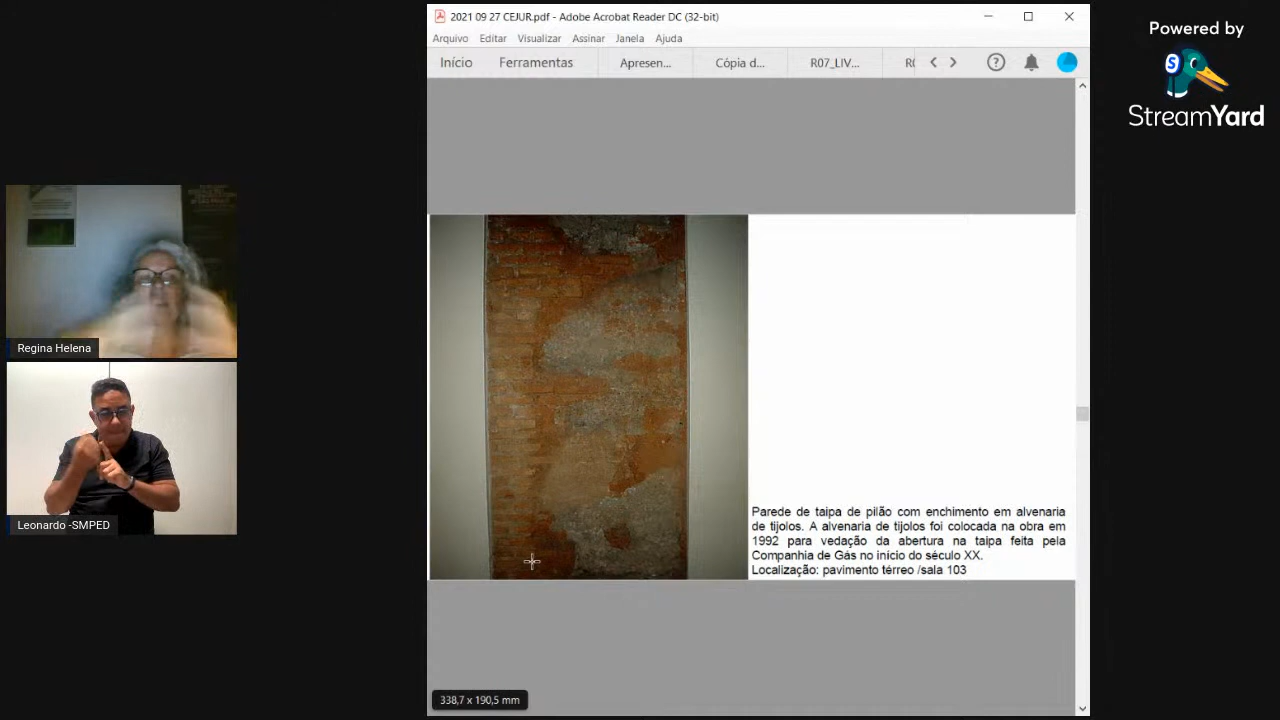 2021 09 27 CEJUR.pdf - Adobe Acrobat Reader DC (32-bit)
Arquivo Editar Visualizar Assinar Janela Ajuda
Início Ferramentas Apresen... Cópia d... R07_LIV...
Powered by
StreamYard
Regina Helena
Leonardo -SMPED
Parede de taipa de pilão com enchimento em alvenaria
de tijolos. A alvenaria de tijolos foi colocada na obra em
1992 para vedação da abertura na taipa feita pela
Companhia de Gás no início do século XX.
Localização: pavimento térreo /sala 103
338,7 x 190,5 mm